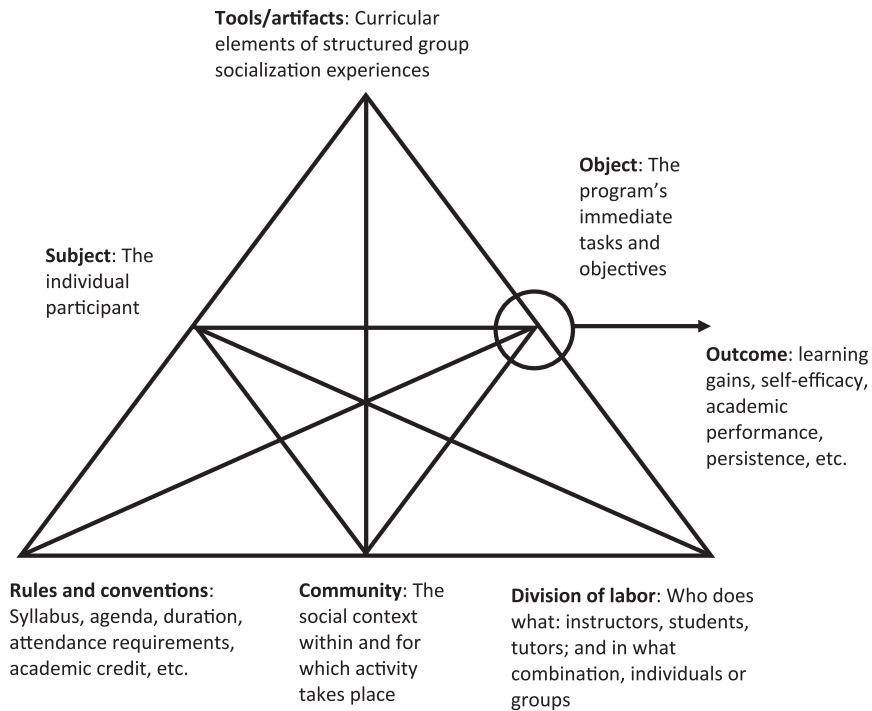 Tools/artifacts: Curricular
elements of structured group
socialization experiences
Object: The
program's
immediate
tasks and
objectives
Subject: The
individual
participant
Outcome: learning
gains, self-efficacy,
academic
performance,
persistence, etc.
Rules and conventions:
Syllabus, agenda, duration,
attendance requirements,
academic credit, etc.
Community: The
social context
within and for
which activity
takes place
Division of labor: Who does
what: instructors, students,
tutors; and in what
combination, individuals or
groups